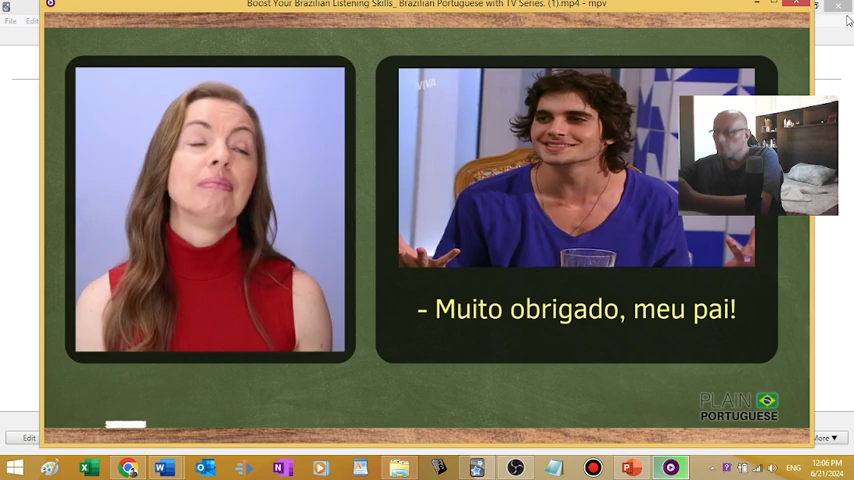 Boost Your Brazilian Listening Skills_ Brazilian Portuguese with TV Series. (1).mp4 - mpv
File Edit
VIVA
- Muito obrigado, meu pai!
PLAIN
PORTUGUESE
Edit
More
ENG
12:06 PM
6/21/2024